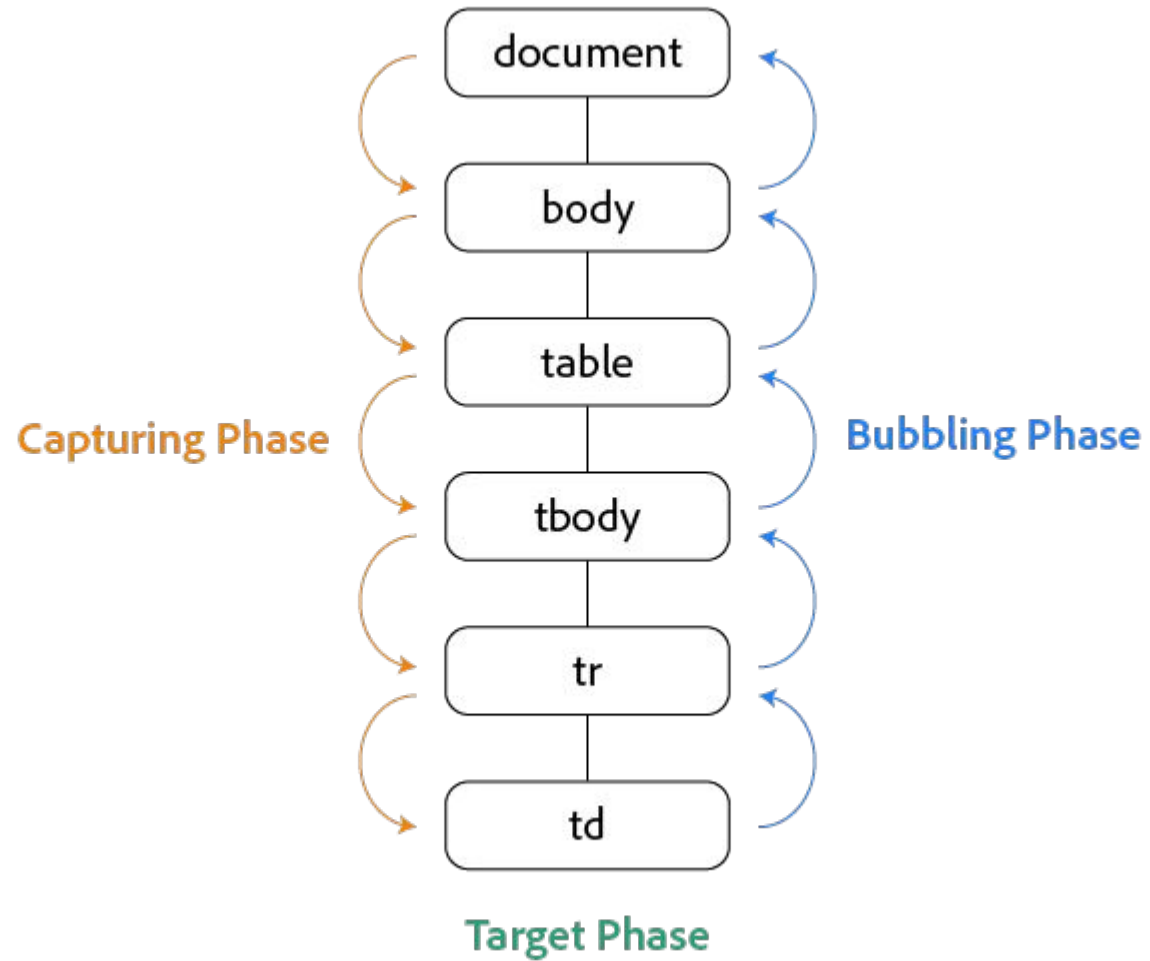 document
body
table
Capturing Phase
Bubbling Phase
tbody
tr
td
Target Phase